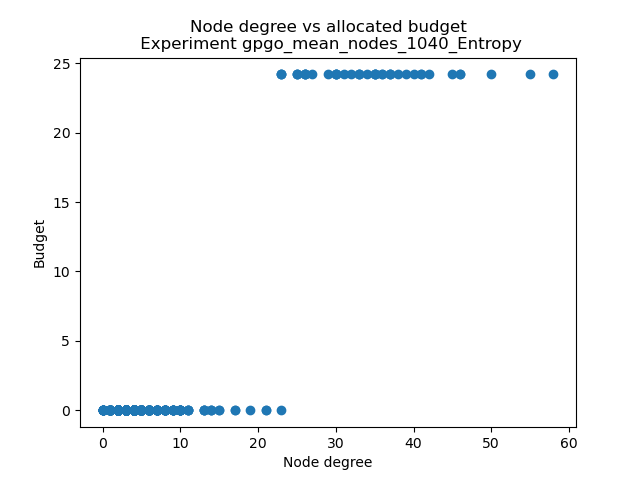 Node degree vs allocated budget
Experiment gpgo_mean_nodes_1040_Entropy
25
20
15
10
5
0
Budget
0 10 20 30 40 50 60
Node degree